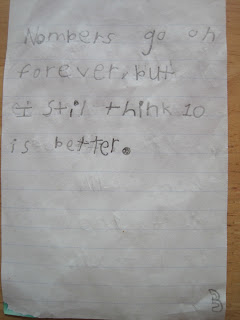 Nombers go on
forever, but
I stil think 10
is better.